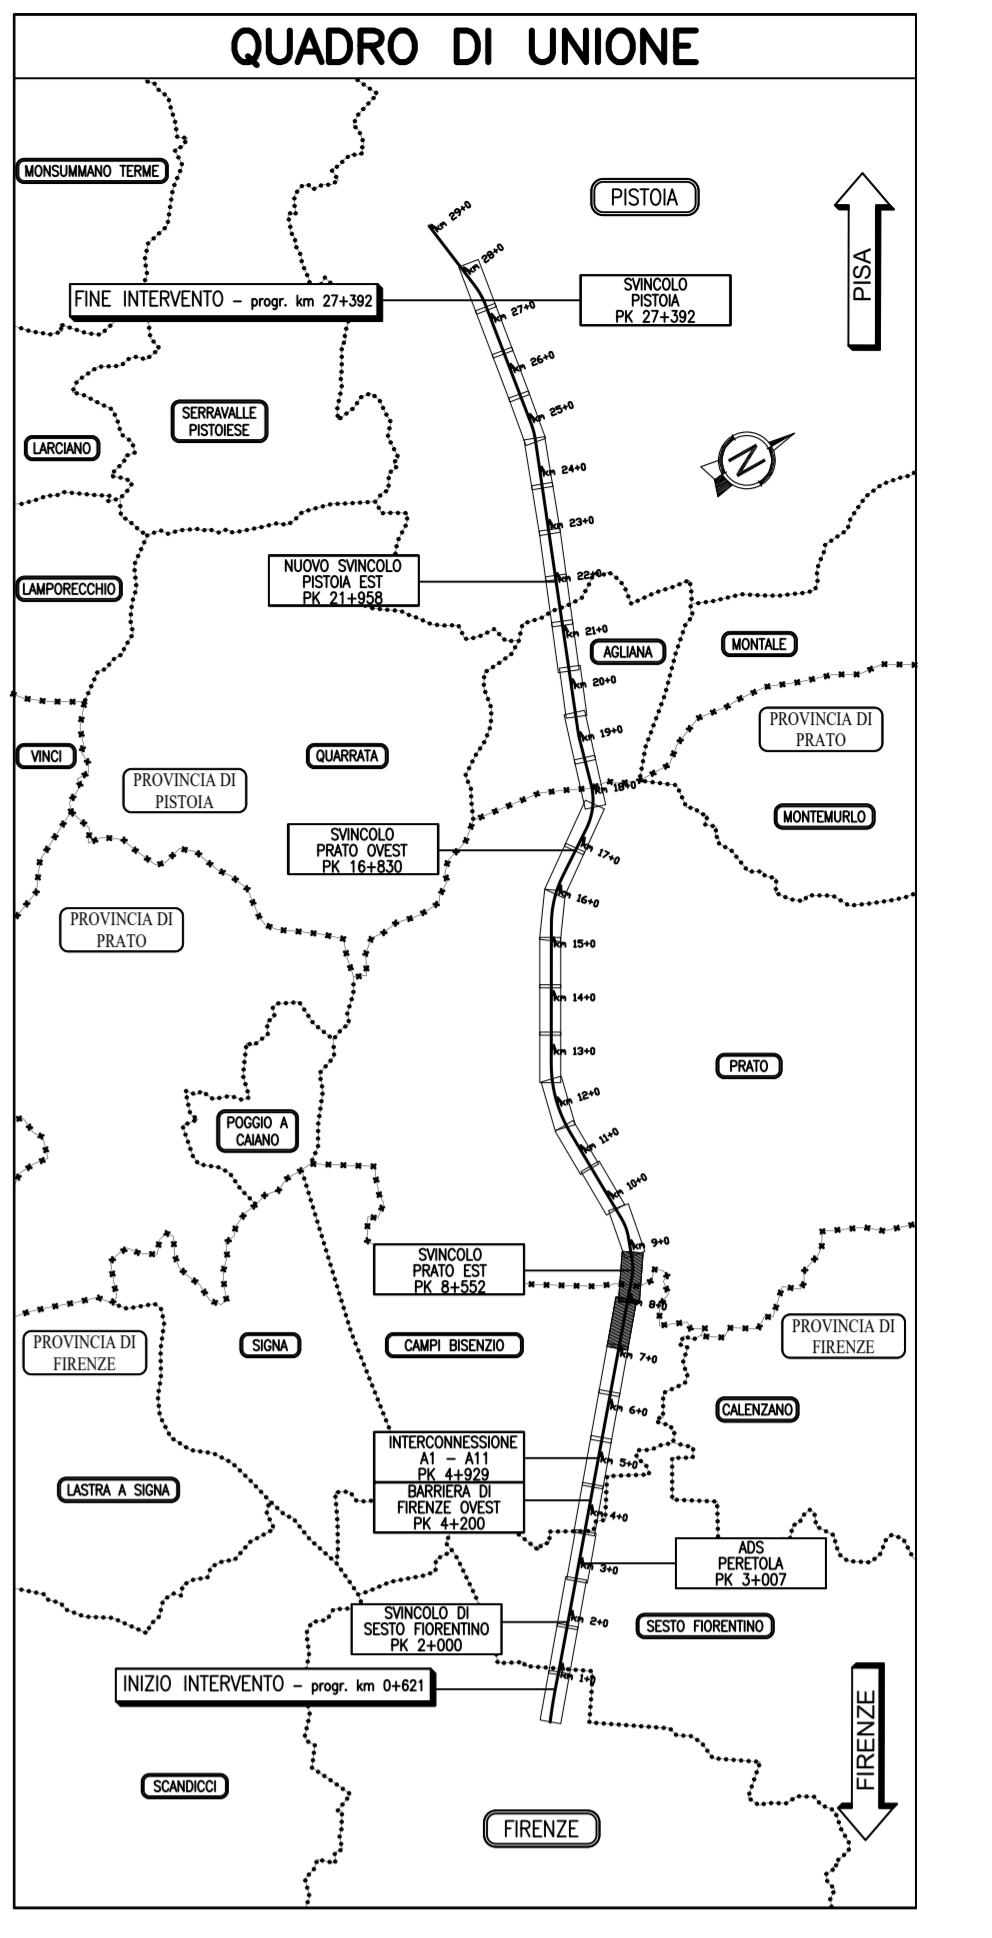 QUADRO DI UNIONE
MONSUMMANO TERME
PISTOIA
PISA
km 29+0
km 28+0
FINE INTERVENTO – progr. km 27+392
SVINCOLO
PISTOIA
PK 27+392
km 27+0
km 26+0
SERRAVALLE
PISTOIESE
km 25+0
LARCIANO
N
km 24+0
km 23+0
NUOVO SVINCOLO
PISTOIA EST
PK 21+958
km 22+0
LAMPORECCHIO
km 21+0
AGLIANA
MONTALE
km 20+0
PROVINCIA DI
PRATO
km 19+0
VINCI
QUARRATA
PROVINCIA DI
PISTOIA
km 18+0
MONTEMURLO
SVINCOLO
PRATO OVEST
PK 16+830
km 17+0
km 16+0
PROVINCIA DI
PRATO
km 15+0
km 14+0
km 13+0
PRATO
km 12+0
POGGIO A
CAIANO
km 11+0
km 10+0
km 9+0
SVINCOLO
PRATO EST
PK 8+552
km 8+0
PROVINCIA DI
FIRENZE
SIGNA
CAMPI BISENZIO
PROVINCIA DI
FIRENZE
km 7+0
km 6+0
CALENZANO
INTERCONNESSIONE
A1 – A11
PK 4+929
km 5+0
LASTRA A SIGNA
BARRIERA DI
FIRENZE OVEST
PK 4+200
km 4+0
ADS
PERETOLA
PK 3+007
km 3+0
SVINCOLO DI
SESTO FIORENTINO
PK 2+000
km 2+0
SESTO FIORENTINO
INIZIO INTERVENTO – progr. km 0+621
km 1+0
FIRENZE
SCANDICCI
FIRENZE